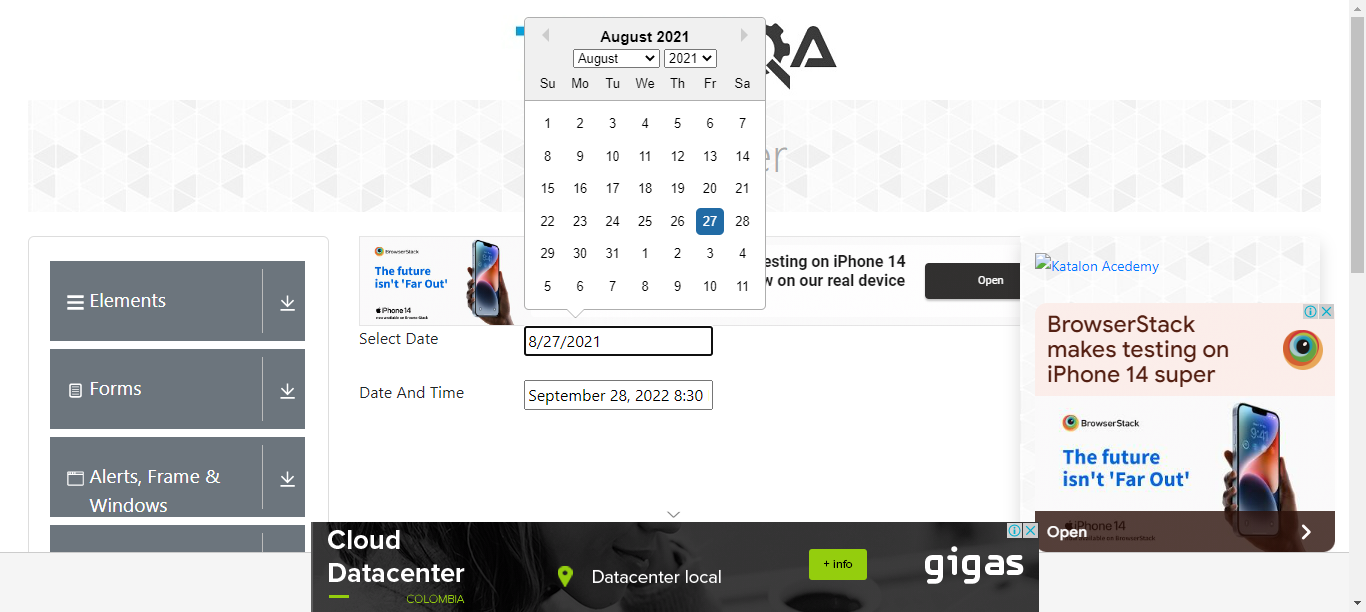 QA
August 2021
August 2021
Su Mo Tu We Th Fr Sa
1 2 3 4 5 6 7
8 9 10 11 12 13 14
15 16 17 18 19 20 21
22 23 24 25 26 27 28
29 30 31 1 2 3 4
5 6 7 8 9 10 11
er
Elements
Forms
Alerts, Frame &
Windows
BrowserStack
The future
isn't 'Far Out'
iPhone 14
now available on BrowserStack
esting on iPhone 14
w on our real device
Open
Select Date
8/27/2021
Date And Time
September 28, 2022 8:30
Katalon Acedemy
BrowserStack
makes testing on
iPhone 14 super
BrowserStack
The future
isn't 'Far Out'
9:41
iPhone 14
Open
Cloud
Datacenter
COLOMBIA
Datacenter local
+ info
gigas